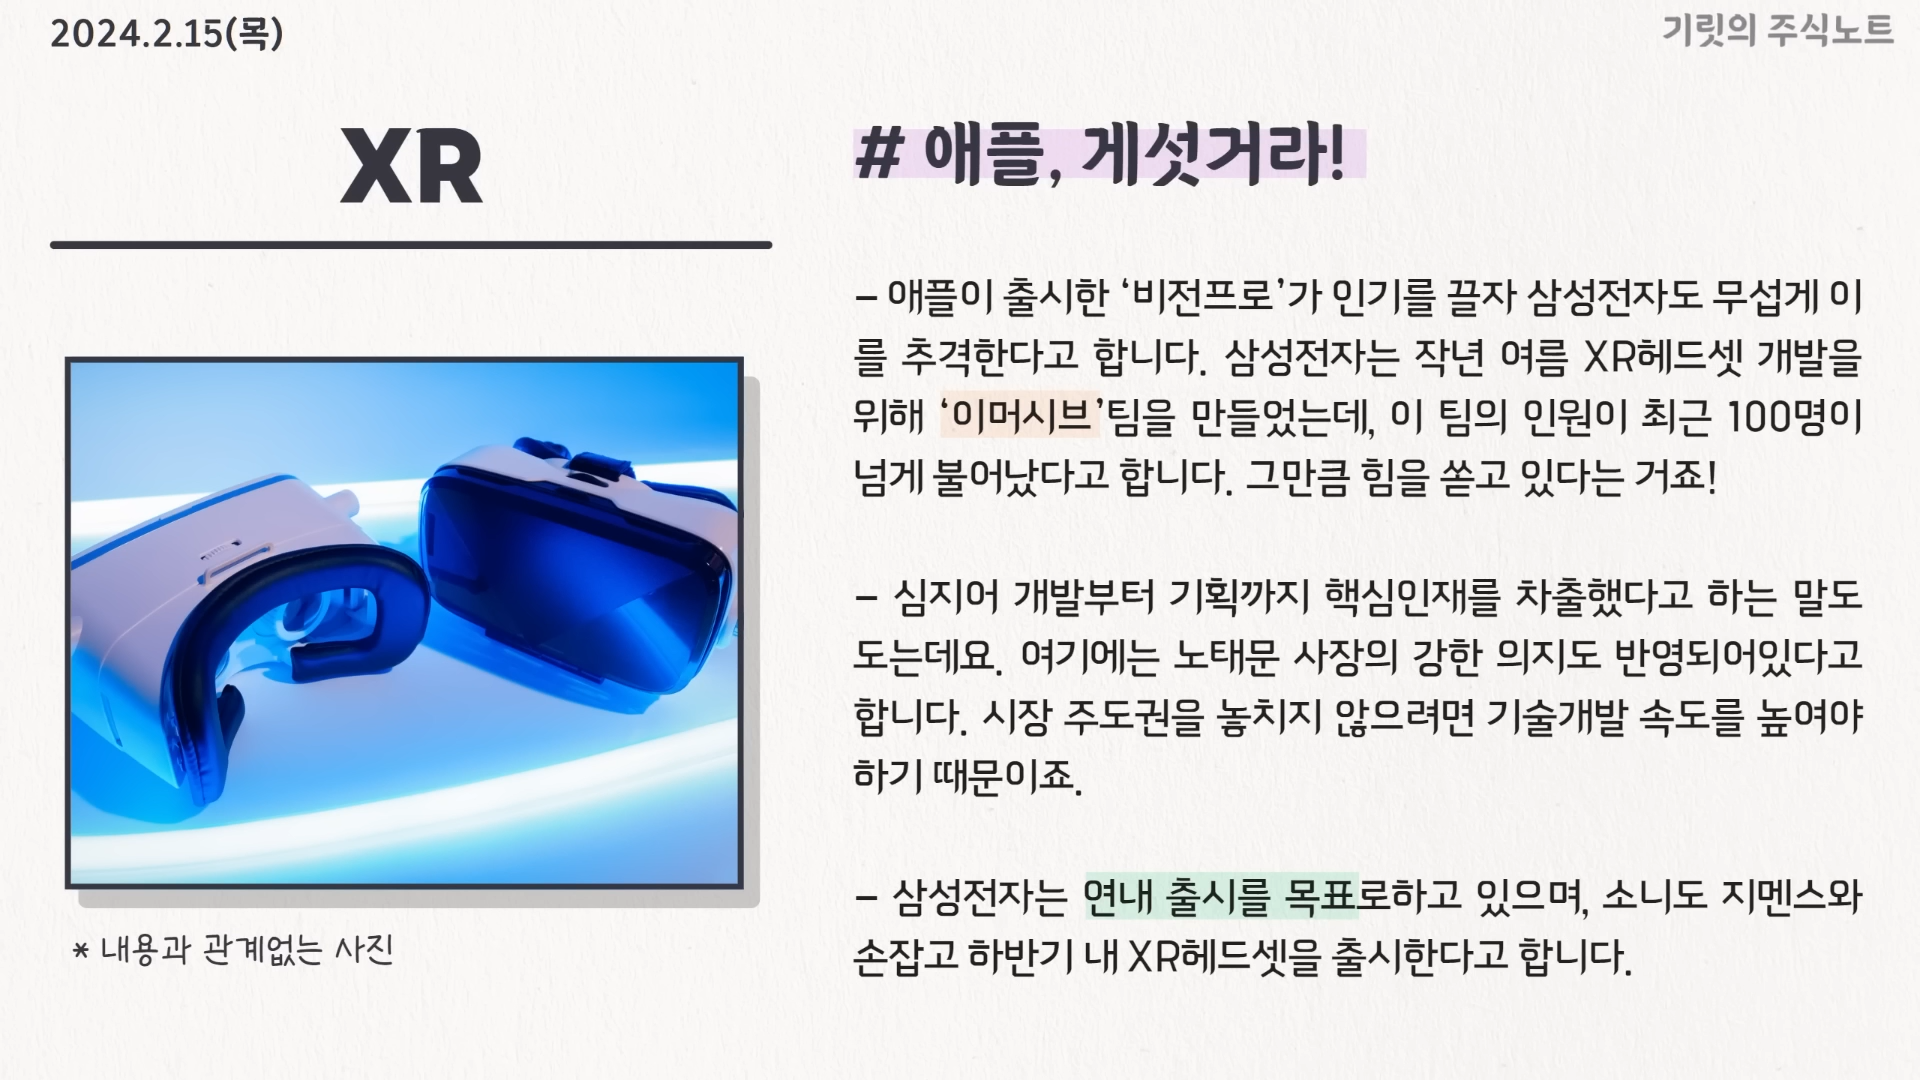 2024.2.15(목)
기릿의 주식노트
XR
* 내용과 관계없는 사진
# 애플, 게섯거라!
– 애플이 출시한 ‘비전프로’가 인기를 끌자 삼성전자도 무섭게 이
를 추격한다고 합니다. 삼성전자는 작년 여름 XR헤드셋 개발을
위해 ‘이머시브’팀을 만들었는데, 이 팀의 인원이 최근 100명이
넘게 불어났다고 합니다. 그만큼 힘을 쏟고 있다는 거죠!
– 심지어 개발부터 기획까지 핵심인재를 차출했다고 하는 말도
도는데요. 여기에는 노태문 사장의 강한 의지도 반영되어있다고
합니다. 시장 주도권을 놓치지 않으려면 기술개발 속도를 높여야
하기 때문이죠.
– 삼성전자는 연내 출시를 목표로하고 있으며, 소니도 지멘스와
손잡고 하반기 내 XR헤드셋을 출시한다고 합니다.